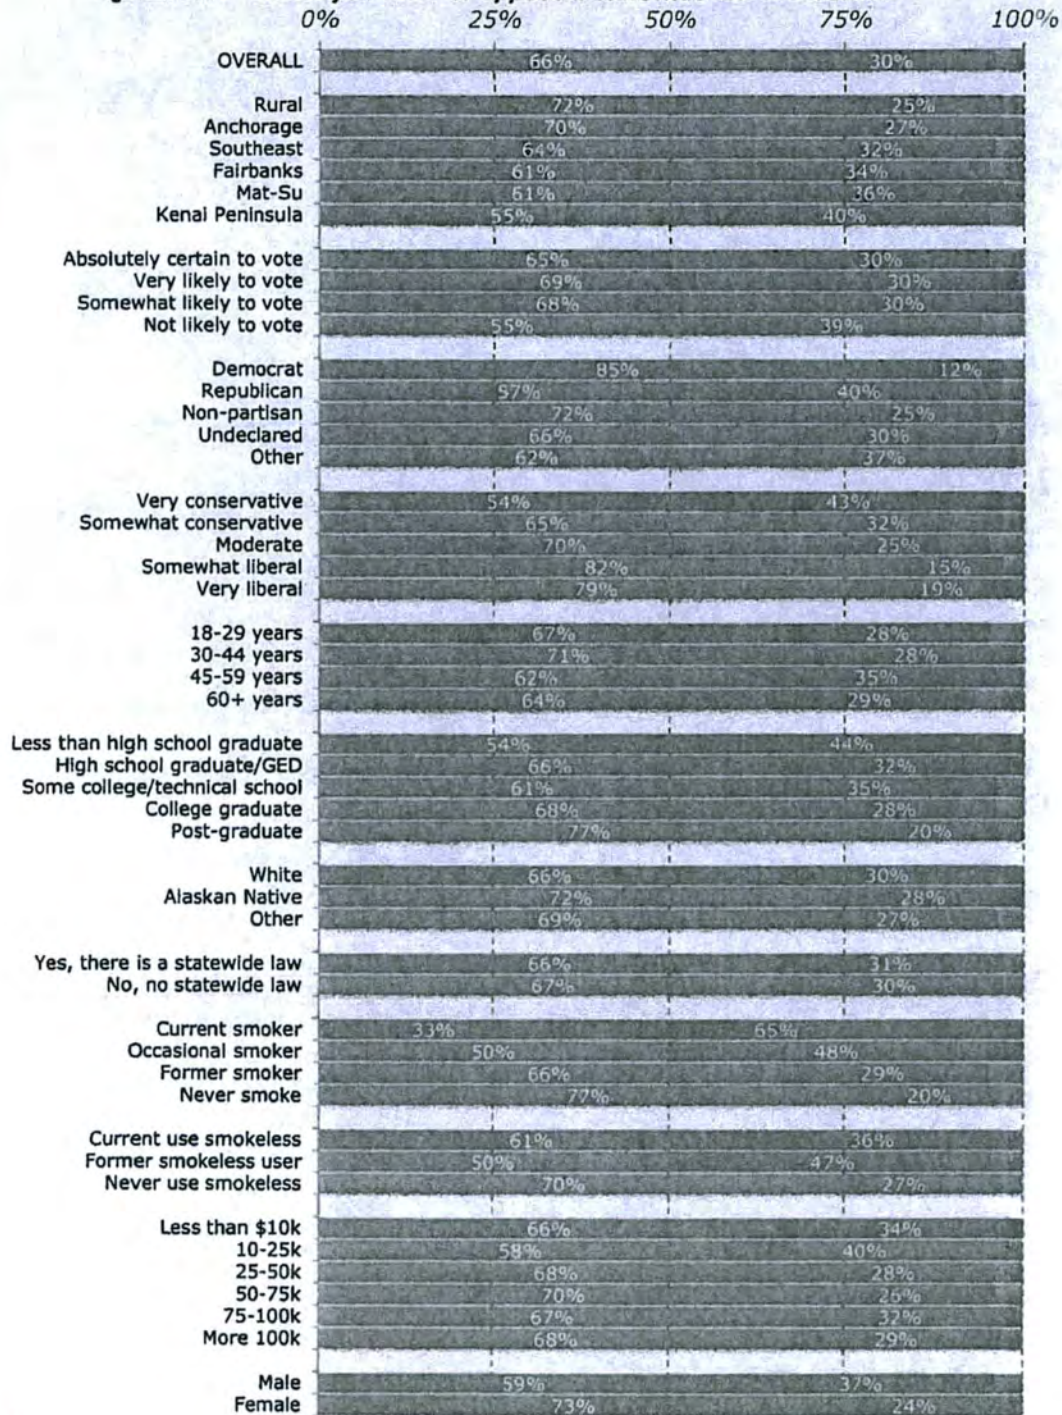 0% 25% 50% 75% 100%
OVERALL 66% 30%
Rural 72% 25%
Anchorage 70% 27%
Southeast 64% 32%
Fairbanks 61% 34%
Mat-Su 61% 36%
Kenai Peninsula 55% 40%
Absolutely certain to vote 65% 30%
Very likely to vote 69% 30%
Somewhat likely to vote 68% 30%
Not likely to vote 55% 39%
Democrat 85% 12%
Republican 57% 40%
Non-partisan 72% 25%
Undeclared 66% 30%
Other 62% 37%
Very conservative 54% 43%
Somewhat conservative 65% 32%
Moderate 70% 25%
Somewhat liberal 82% 15%
Very liberal 79% 19%
18-29 years 67% 28%
30-44 years 71% 28%
45-59 years 62% 35%
60+ years 64% 29%
Less than high school graduate 54% 44%
High school graduate/GED 66% 32%
Some college/technical school 61% 35%
College graduate 68% 28%
Post-graduate 77% 20%
White 66% 30%
Alaskan Native 72% 28%
Other 69% 27%
Yes, there is a statewide law 66% 31%
No, no statewide law 67% 30%
Current smoker 33% 65%
Occasional smoker 50% 48%
Former smoker 66% 29%
Never smoke 77% 20%
Current use smokeless 61% 36%
Former smokeless user 50% 47%
Never use smokeless 70% 27%
Less than $10k 66% 34%
10-25k 58% 40%
25-50k 68% 28%
50-75k 70% 26%
75-100k 67% 32%
More 100k 68% 29%
Male 59% 37%
Female 73% 24%